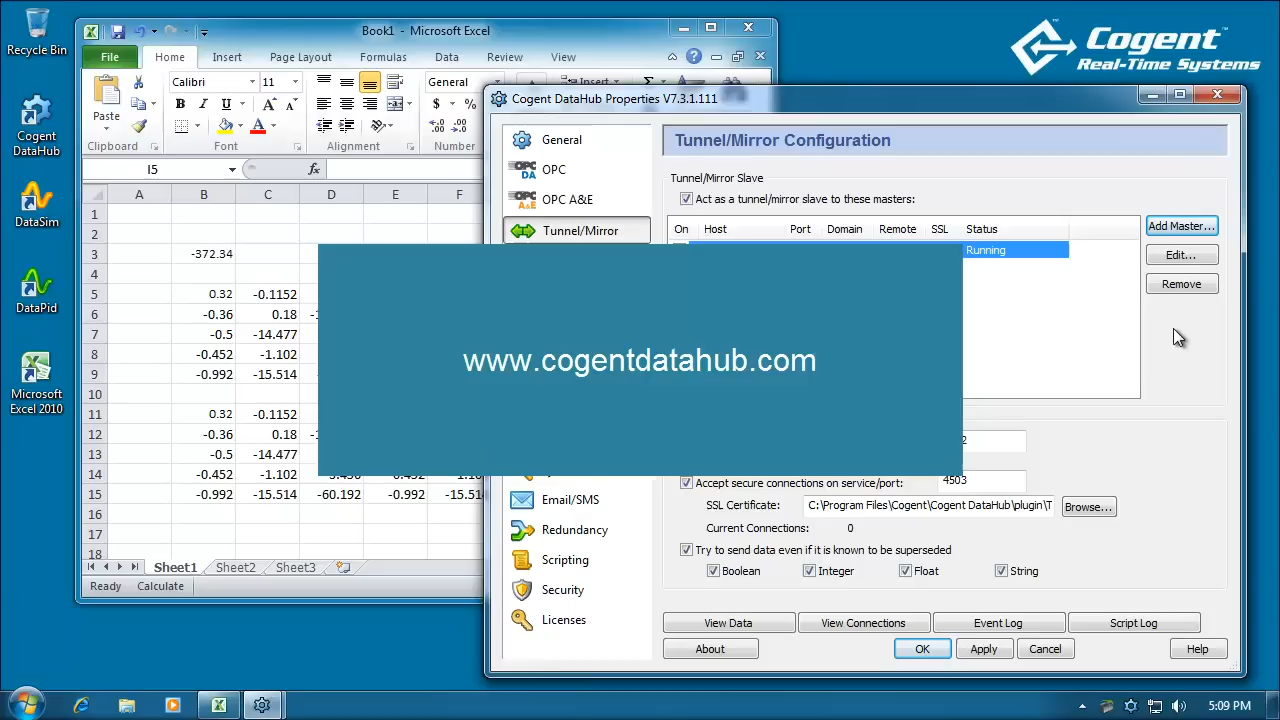 Recycle Bin
Cogent
DataHub
DataSim
DataPid
Microsoft
Excel 2010
Book1 - Microsoft Excel
File Home Insert Page Layout Formulas Data Review View
Paste
Calibri 11
B I U
General
Insert
$ %
Clipboard Font Alignment Number
I5 fx
A B C D E F
1
2
3 -372.34
4
5 0.32 -0.1152
6 -0.36 0.18
7 -0.5 -14.477
8 -0.452 -1.102
9 -0.992 -15.514
10
11 0.32 -0.1152
12 -0.36 0.18
13 -0.5 -14.477
14 -0.452 -1.102
15 -0.992 -15.514 -60.192 -0.992 -15.514
16
17
18
Sheet1 Sheet2 Sheet3
Ready Calculate
Cogent™
Real-Time Systems
Cogent DataHub Properties V7.3.1.111
General
OPC DA OPC
OPC A&E OPC A&E
Tunnel/Mirror
Email/SMS
Redundancy
Scripting
Security
Licenses
Tunnel/Mirror Configuration
Tunnel/Mirror Slave
Act as a tunnel/mirror slave to these masters:
On Host Port Domain Remote SSL Status
Running
Add Master...
Edit...
Remove
www.cogentdatahub.com
Accept secure connections on service/port: 4503
SSL Certificate: C:\Program Files\Cogent\Cogent DataHub\plugin\T Browse...
Current Connections: 0
Try to send data even if it is known to be superseded
Boolean Integer Float String
View Data View Connections Event Log Script Log
About OK Apply Cancel Help
5:09 PM